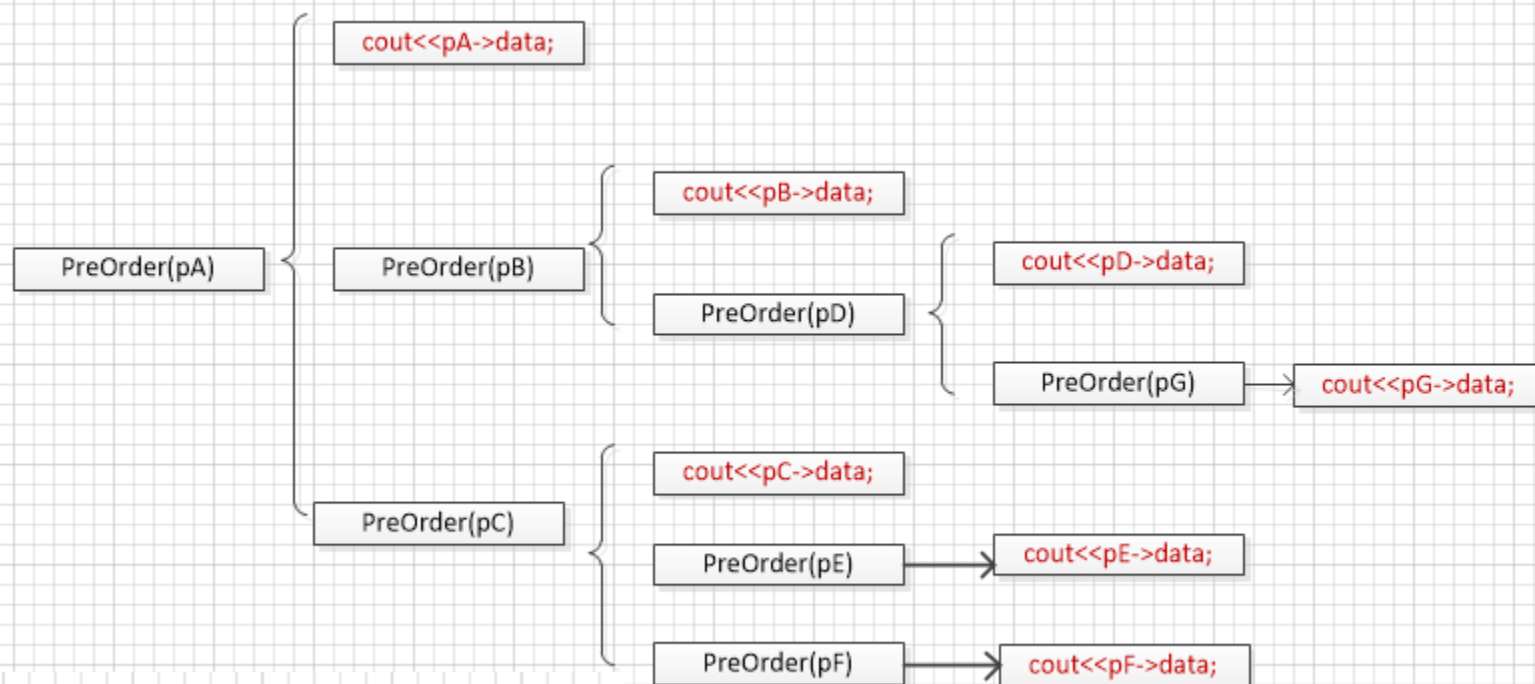 cout<<pA->data;
cout<<pB->data;
PreOrder(pA)
PreOrder(pB)
cout<<pD->data;
PreOrder(pD)
PreOrder(pG)
cout<<pG->data;
cout<<pC->data;
PreOrder(pC)
PreOrder(pE)
cout<<pE->data;
PreOrder(pF)
cout<<pF->data;